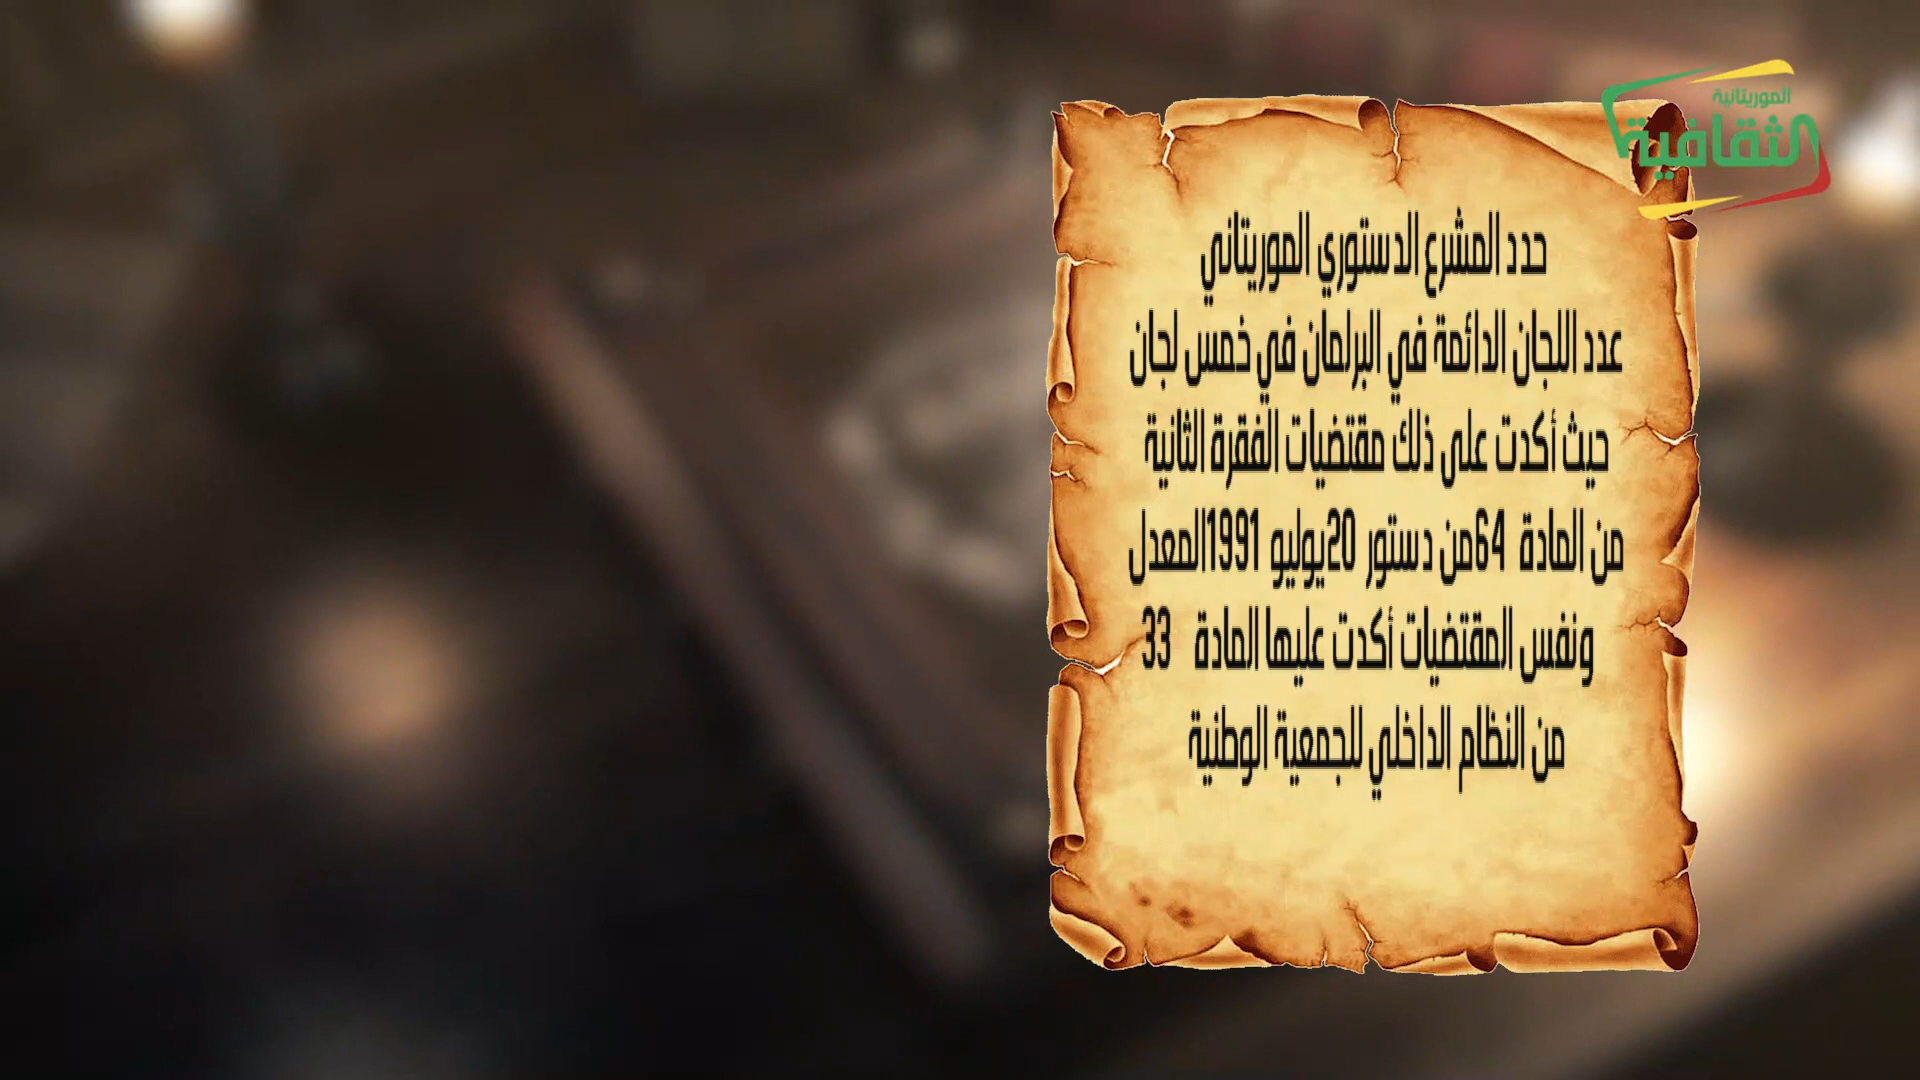 الموريتانية
الثقافية
حدد المشرع الدستوري الموريتاني
عدد اللجان الدائمة في البرلمان في خمس لجان
حيث أكدت على ذلك مقتضيات الفقرة الثانية
من المادة 64من دستور 20يوليو 1991المعدل
ونفس المقتضيات أكدت عليها المادة 33
من النظام الداخلي للجمعية الوطنية